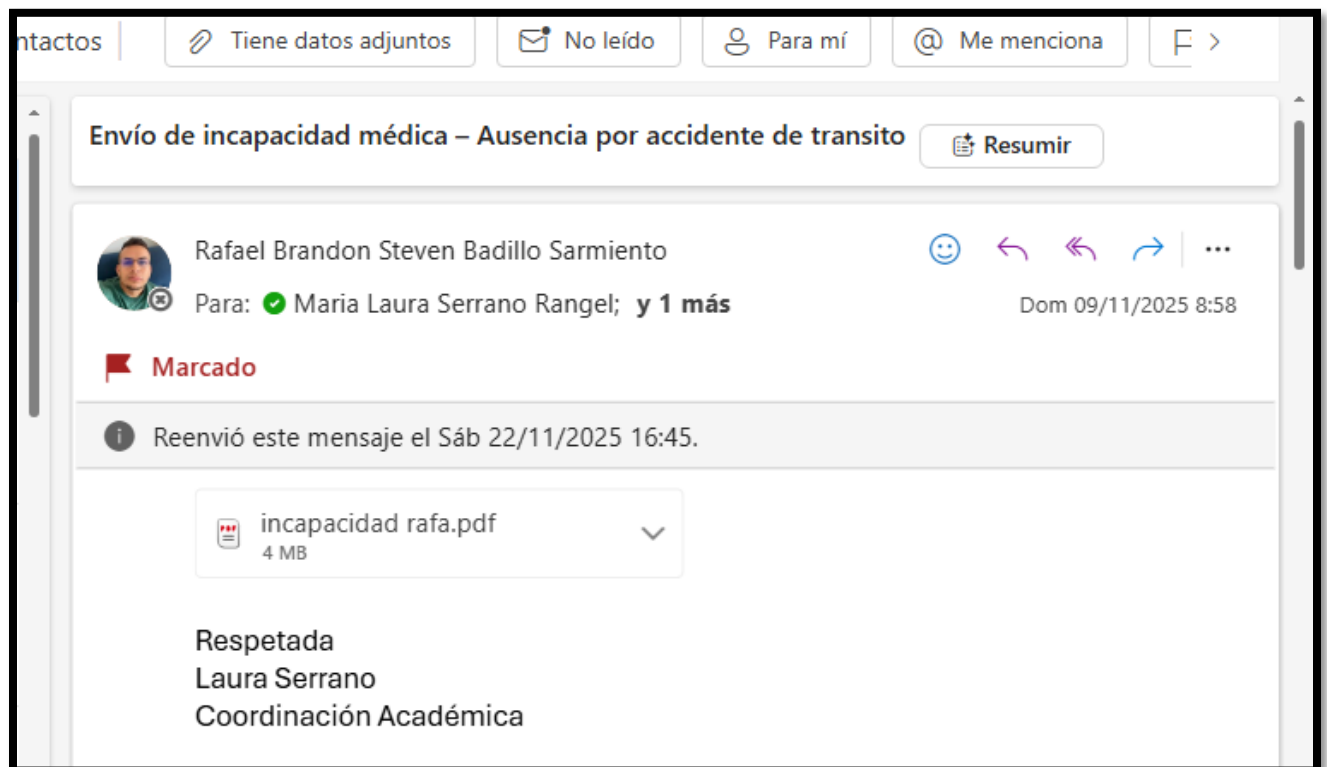 ntactos
Tiene datos adjuntos
No leído
Para mí
Me menciona
Envío de incapacidad médica – Ausencia por accidente de transito
Resumir
Rafael Brandon Steven Badillo Sarmiento
Para: Maria Laura Serrano Rangel; y 1 más
Dom 09/11/2025 8:58
Marcado
Reenvió este mensaje el Sáb 22/11/2025 16:45.
incapacidad rafa.pdf
4 MB
Respetada
Laura Serrano
Coordinación Académica